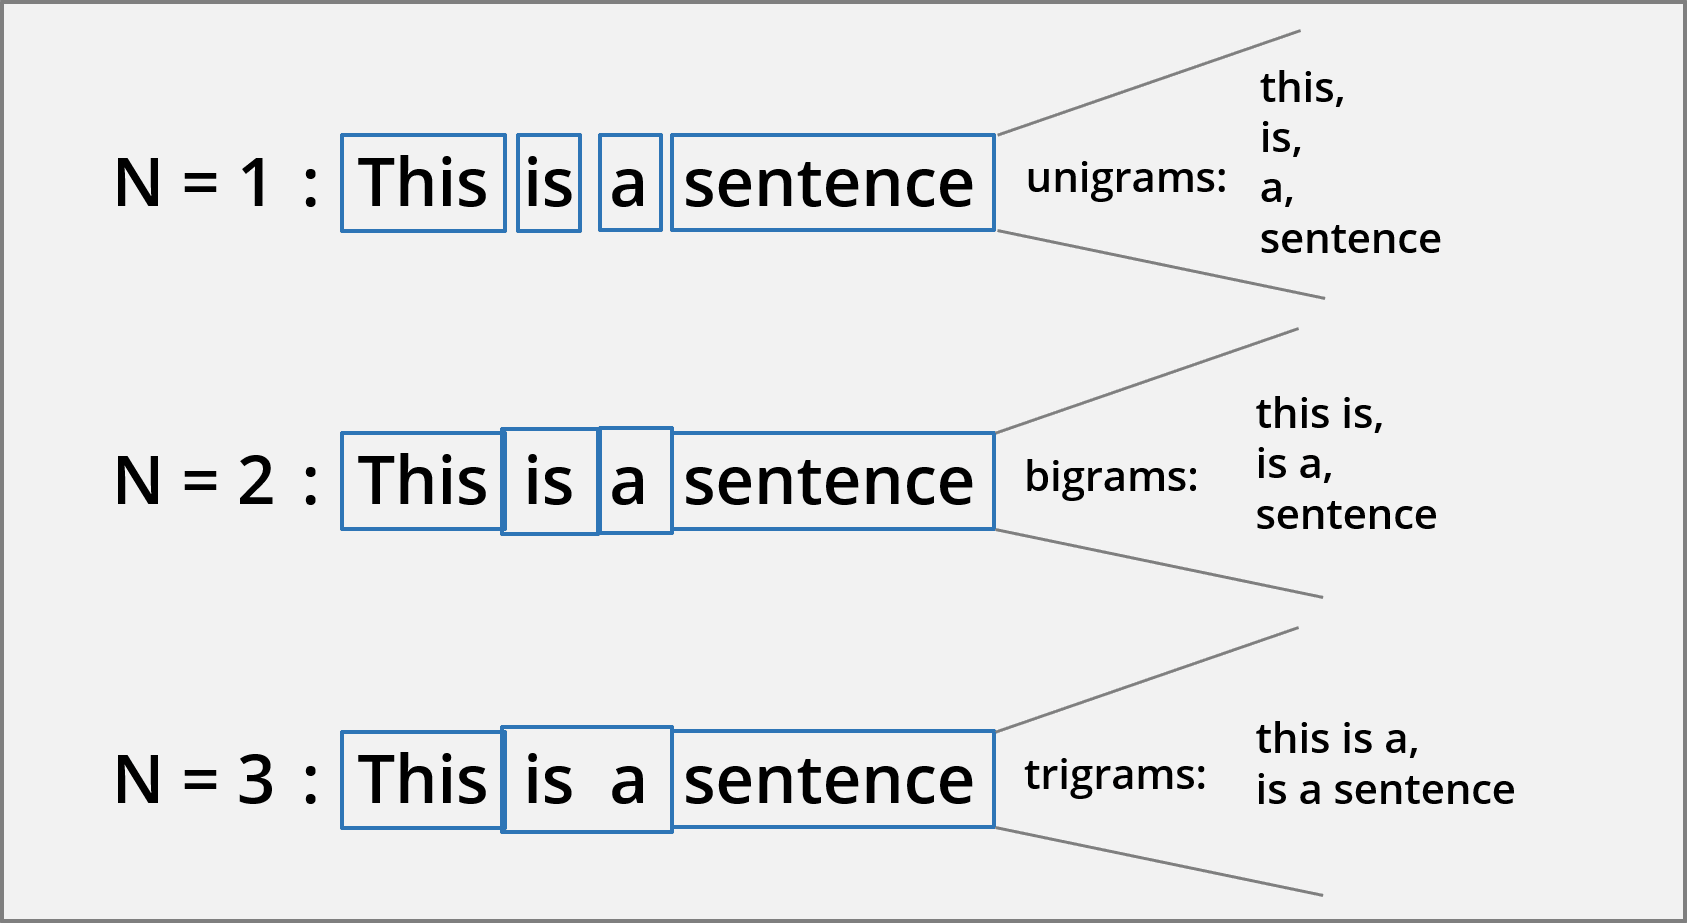 N = 1 : This is a sentence
unigrams:
this,
is,
a,
sentence
N = 2 : This is a sentence
bigrams:
this is,
is a,
sentence
N = 3 : This is a sentence
trigrams:
this is a,
is a sentence